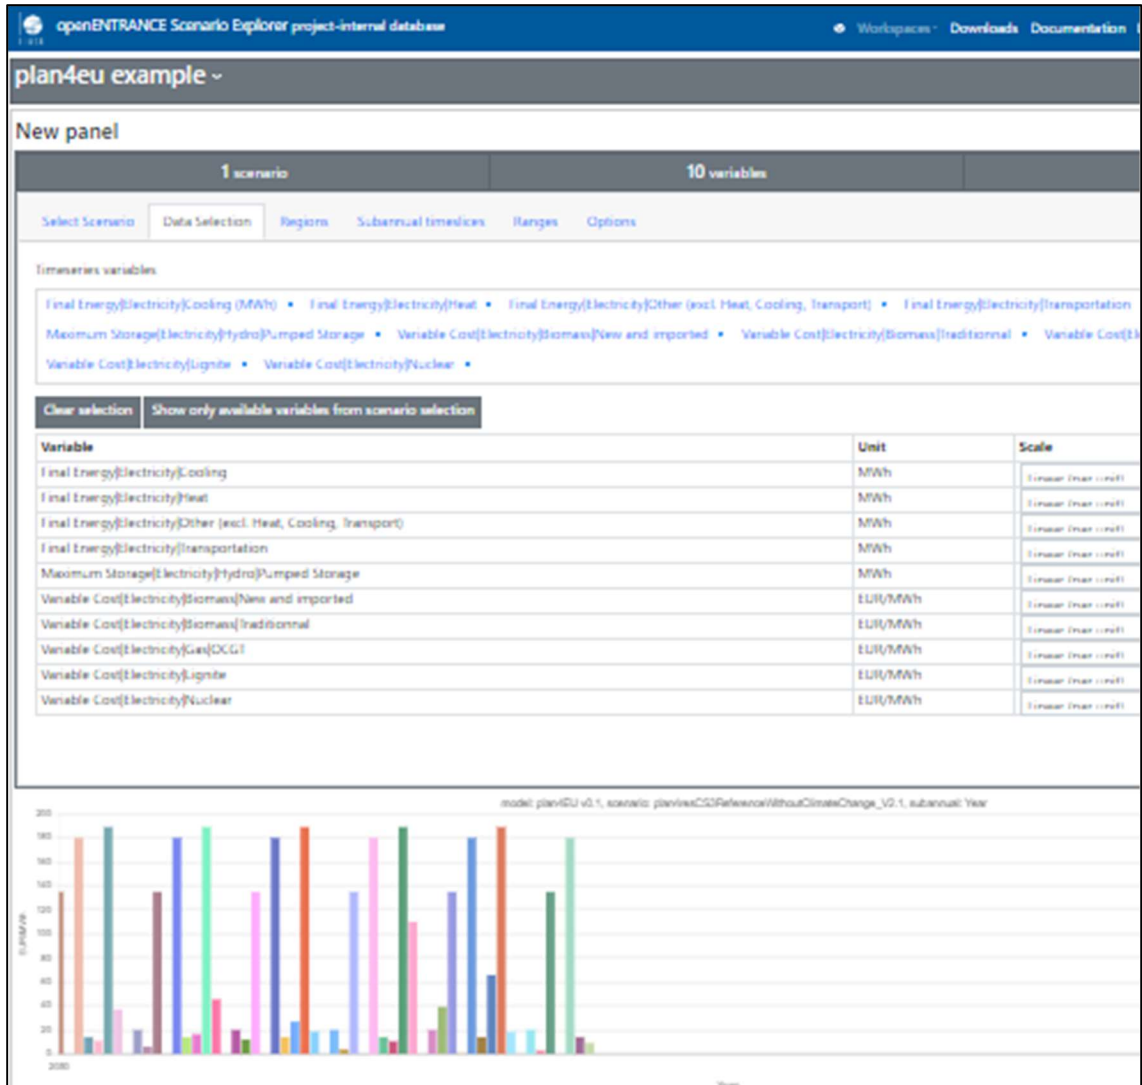 openENTRANCE Scenario Explorer project-internal database Workspaces Downloads Documentation
plan4eu example
New panel
1 scenario 10 variables
Select Scenario Data Selection Regions Subannual timeslices Ranges Options
Timeseries variables
Final Energy|Electricity|Cooling (MWh) • Final Energy|Electricity|Heat • Final Energy|Electricity|Other (excl. Heat, Cooling, Transport) • Final Energy|Electricity|Transportation
Maximum Storage|Electricity|Hydro|Pumped Storage • Variable Cost|Electricity|Biomass|New and imported • Variable Cost|Electricity|Biomass|Traditionnal • Variable Cost|El
Variable Cost|Electricity|Lignite • Variable Cost|Electricity|Nuclear •
Clear selection Show only available variables from scenario selection
Variable Unit Scale
Final Energy|Electricity|Cooling MWh
Final Energy|Electricity|Heat MWh
Final Energy|Electricity|Other (excl. Heat, Cooling, Transport) MWh
Final Energy|Electricity|Transportation MWh
Maximum Storage|Electricity|Hydro|Pumped Storage MWh
Variable Cost|Electricity|Biomass|New and imported EUR/MWh
Variable Cost|Electricity|Biomass|Traditionnal EUR/MWh
Variable Cost|Electricity|Gas|OCGT EUR/MWh
Variable Cost|Electricity|Lignite EUR/MWh
Variable Cost|Electricity|Nuclear EUR/MWh
model: plan4EU v0.1, scenario: plan4resCS3ReferenceWithoutClimateChange_V2.1, subannual: Year
200
180
160
140
120
100
80
60
40
20
0
EUR/MWh